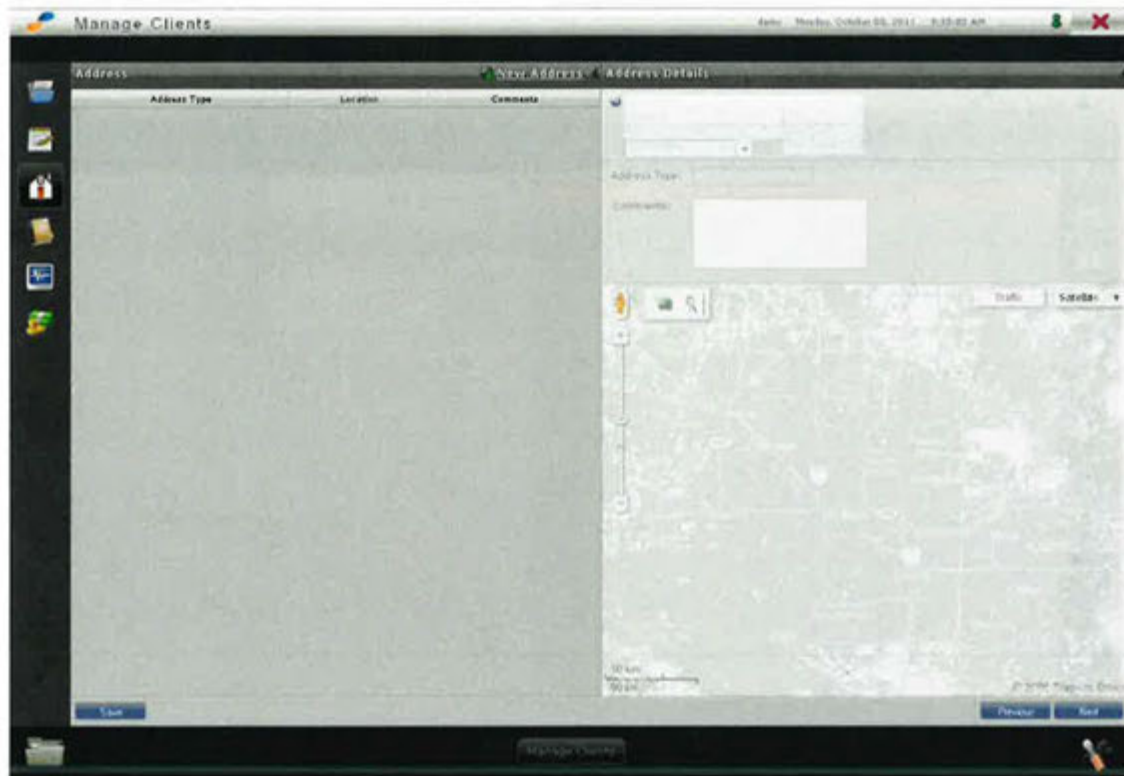 Manage Clients
Address
New Address
Address Details
Address Type
Location
Comments
Address Type:
Comments:
Traffic
Satellite
Save
Previous
Next
Manage Clients